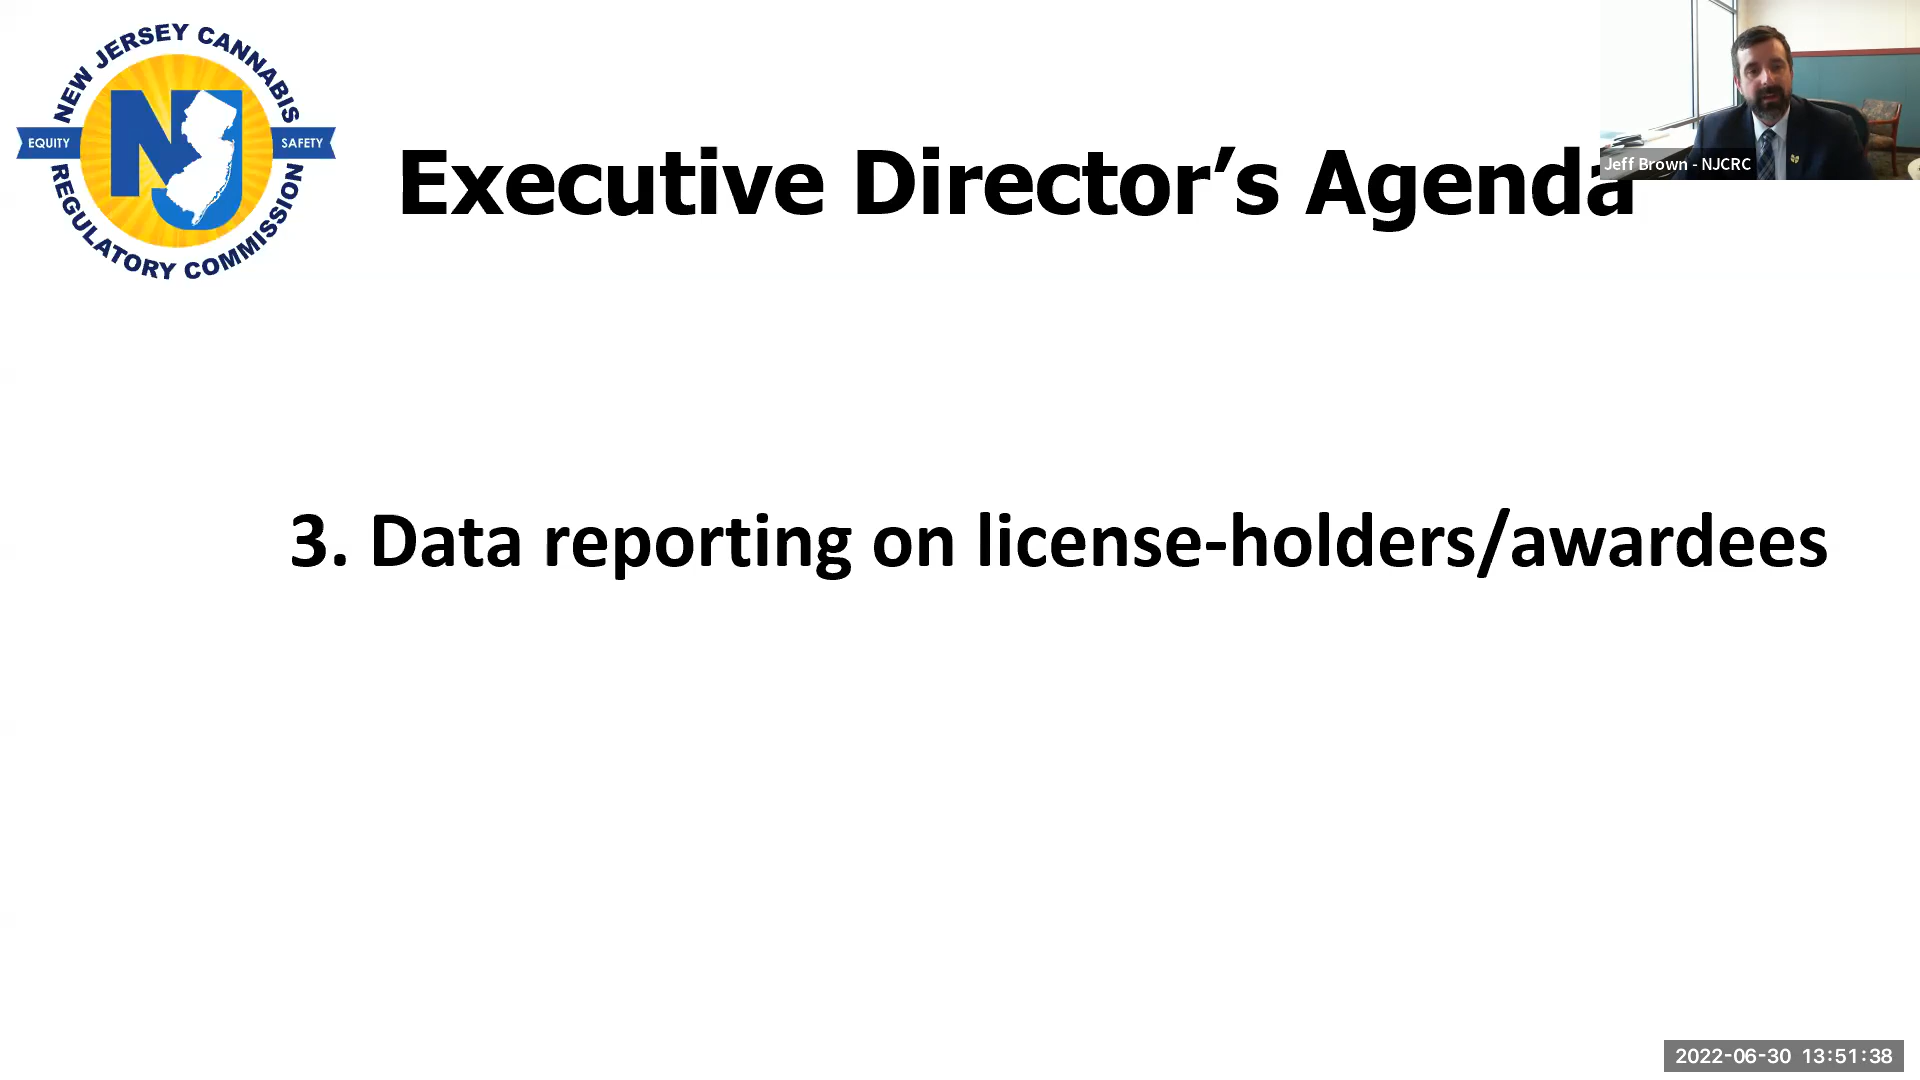 NEW JERSEY CANNABIS
EQUITY
NJ
SAFETY
REGULATORY COMMISSION
Jeff Brown - NJCRC
Executive Director’s Agenda
3. Data reporting on license-holders/awardees
2022-06-30 13:51:38